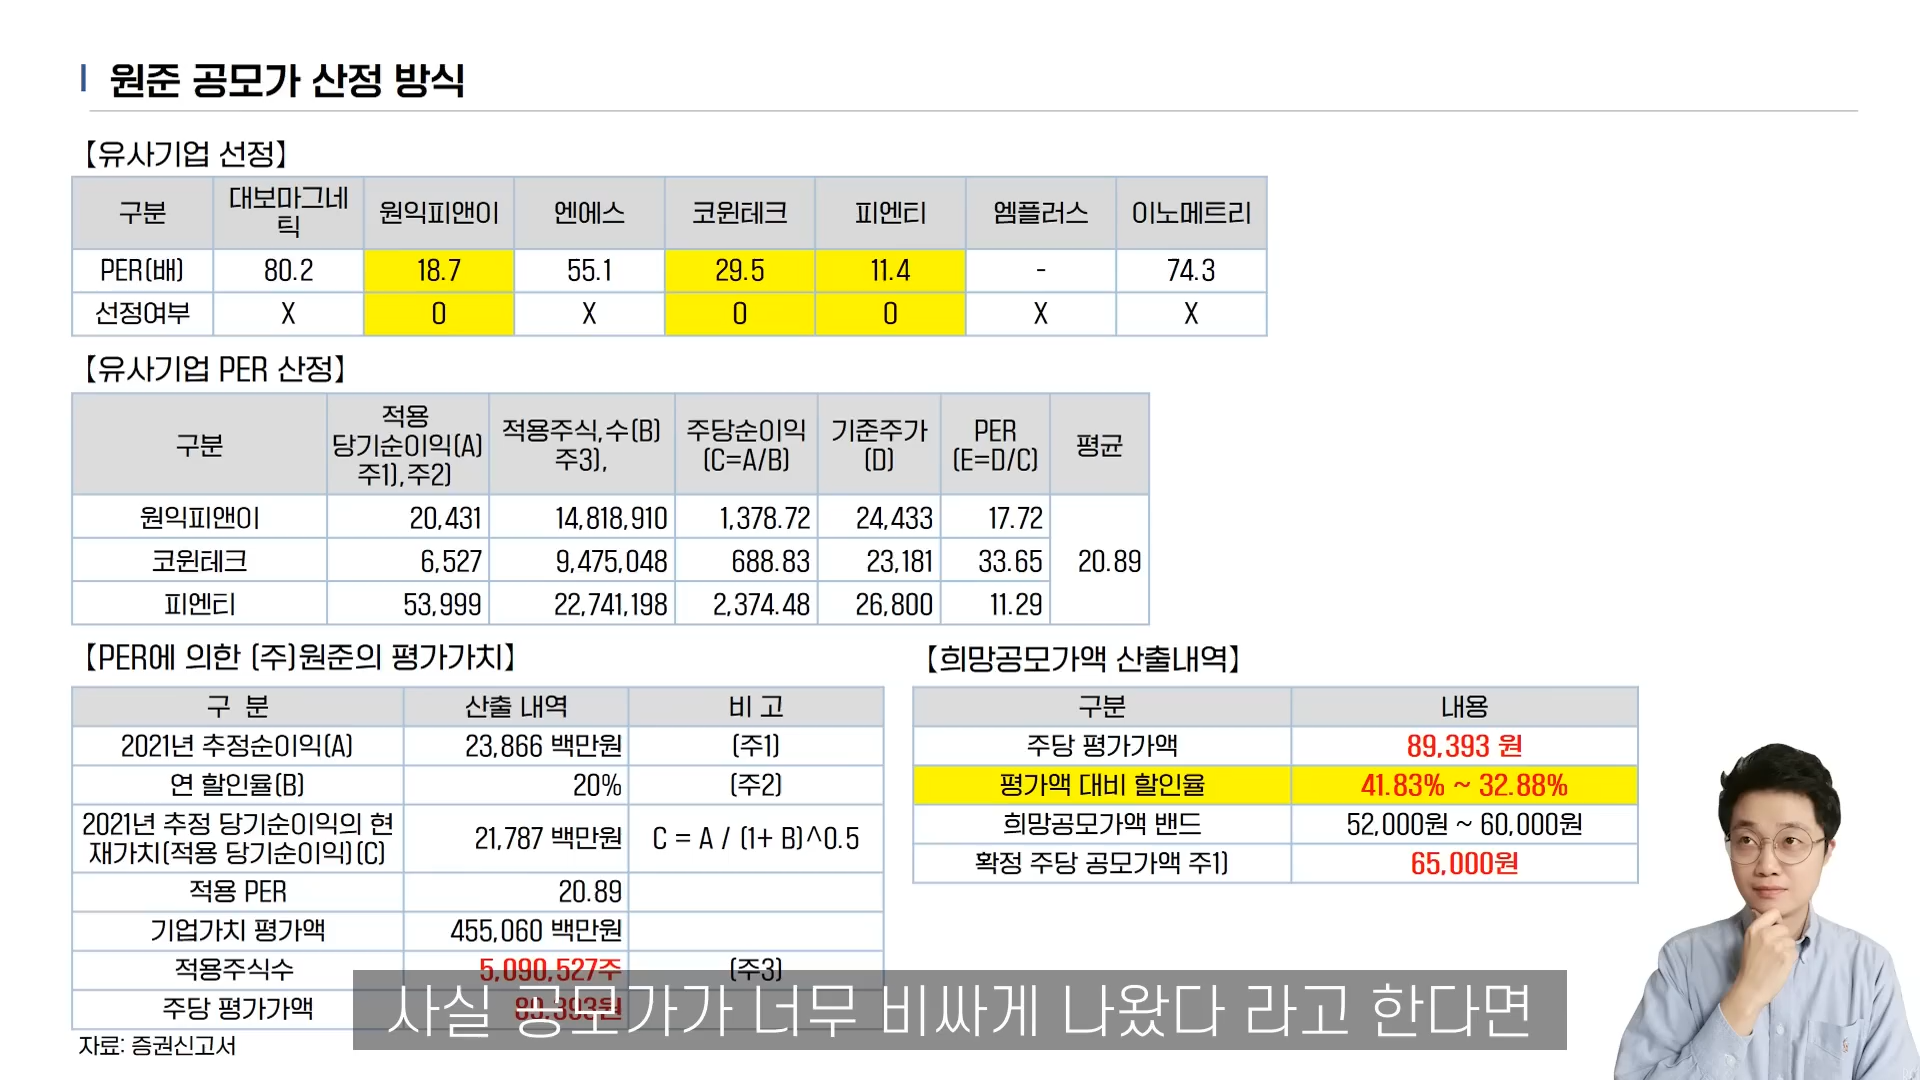 원준 공모가 산정 방식
【유사기업 선정】
구분 대보마그네틱 원익피앤이 엔에스 코윈테크 피엔티 엠플러스 이노메트리
PER(배) 80.2 18.7 55.1 29.5 11.4 - 74.3
선정여부 X O X O O X X
【유사기업 PER 산정】
구분 적용 당기순이익(A) 주1),주2) 적용주식,수(B) 주3), 주당순이익 (C=A/B) 기준주가 (D) PER (E=D/C) 평균
원익피앤이 20,431 14,818,910 1,378.72 24,433 17.72
코윈테크 6,527 9,475,048 688.83 23,181 33.65 20.89
피엔티 53,999 22,741,198 2,374.48 26,800 11.29
【PER에 의한 (주)원준의 평가가치】
구 분 산출 내역 비 고
2021년 추정순이익(A) 23,866 백만원 (주1)
연 할인율(B) 20% (주2)
2021년 추정 당기순이익의 현재가치(적용 당기순이익)(C) 21,787 백만원 C = A / (1+ B)^0.5
적용 PER 20.89
기업가치 평가액 455,060 백만원
적용주식수 5,090,527주 (주3)
주당 평가가액 89,393원
자료: 증권신고서
【희망공모가액 산출내역】
구분 내용
주당 평가가액 89,393 원
평가액 대비 할인율 41.83% ~ 32.88%
희망공모가액 밴드 52,000원 ~ 60,000원
확정 주당 공모가액 주1) 65,000원
사실 공모가가 너무 비싸게 나왔다 라고 한다면